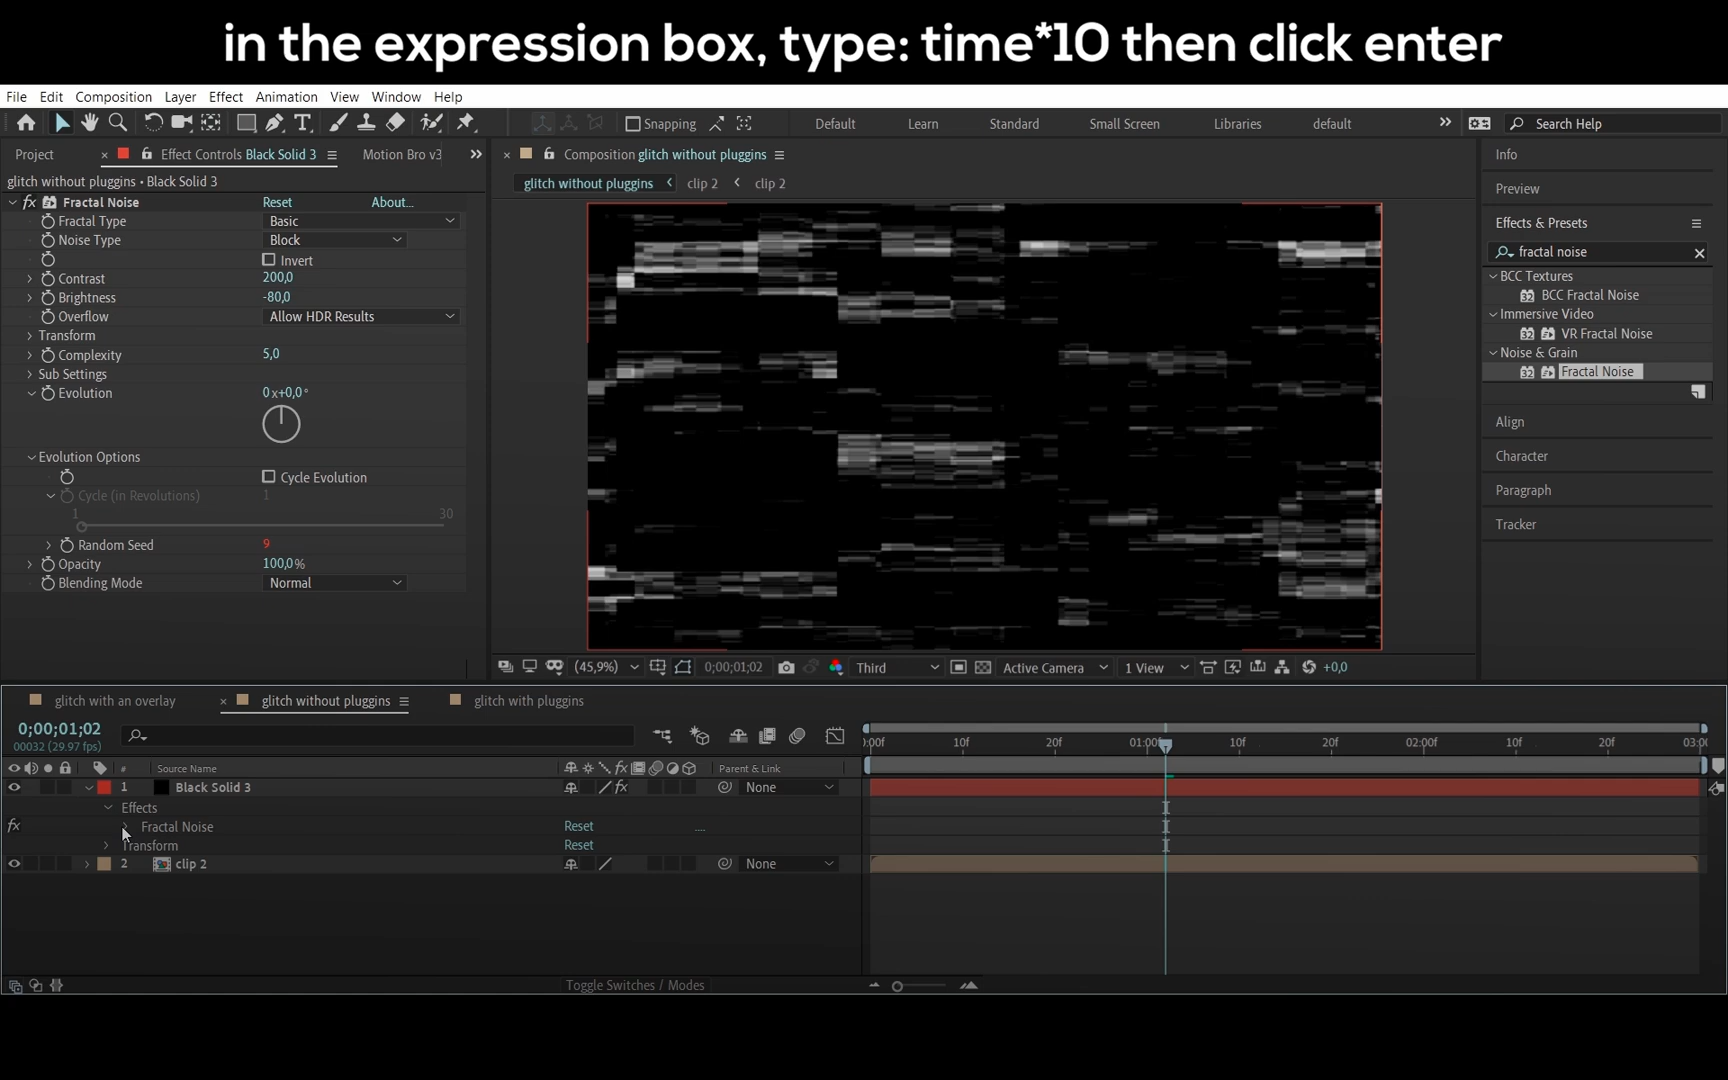 in the expression box, type: time*10 then click enter
File Edit Composition Layer Effect Animation View Window Help
Snapping Default Learn Standard Small Screen Libraries default Search Help
Project Effect Controls Black Solid 3 Motion Bro v3
glitch without pluggins • Black Solid 3
Fractal Noise Reset About...
Fractal Type Basic
Noise Type Block
Invert
Contrast 200,0
Brightness -80,0
Overflow Allow HDR Results
Transform
Complexity 5,0
Sub Settings
Evolution 0x+0,0°
Evolution Options
Cycle Evolution
Cycle (in Revolutions) 1
1 30
Random Seed 9
Opacity 100,0%
Blending Mode Normal
Composition glitch without pluggins
glitch without pluggins clip 2 clip 2
(45,9%) 0;00;01;02 Third Active Camera 1 View +0,0
Info
Preview
Effects & Presets
fractal noise
BCC Textures
32 BCC Fractal Noise
Immersive Video
32 VR Fractal Noise
Noise & Grain
32 Fractal Noise
Align
Character
Paragraph
Tracker
glitch with an overlay glitch without pluggins glitch with pluggins
0;00;01;02
00032 (29.97 fps)
:00f 10f 20f 01:00f 10f 20f 02:00f 10f 20f 03:0
# Source Name Parent & Link
1 Black Solid 3 None
Effects
fx Fractal Noise Reset ....
Transform Reset
2 clip 2 None
Toggle Switches / Modes